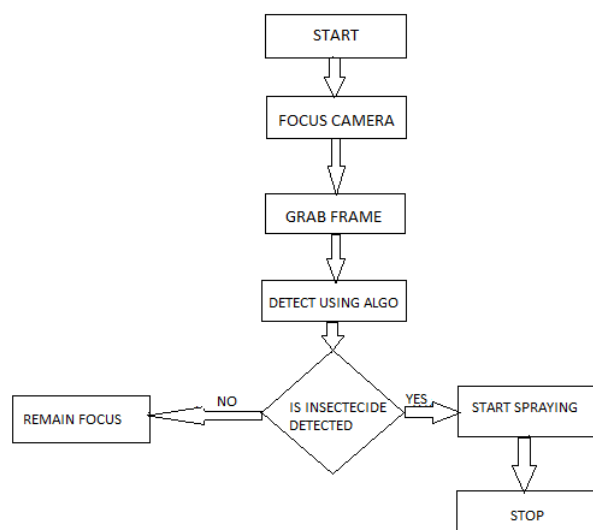 START
FOCUS CAMERA
GRAB FRAME
DETECT USING ALGO
NO
YES
REMAIN FOCUS
IS INSECTECIDE
DETECTED
START SPRAYING
STOP